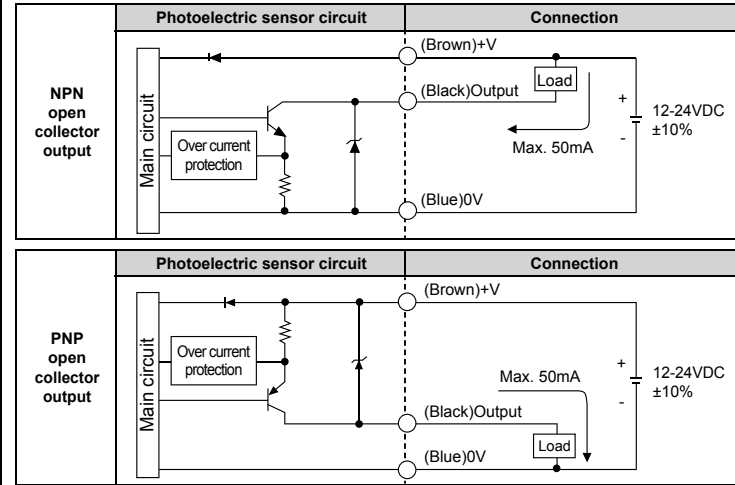 Photoelectric sensor circuit
Connection
NPN
open
collector
output
Main circuit
Over current
protection
(Brown)+V
(Black)Output
(Blue)0V
Load
Max. 50mA
+
-
12-24VDC
±10%
Photoelectric sensor circuit
Connection
PNP
open
collector
output
Main circuit
Over current
protection
(Brown)+V
(Black)Output
(Blue)0V
Max. 50mA
Load
+
-
12-24VDC
±10%